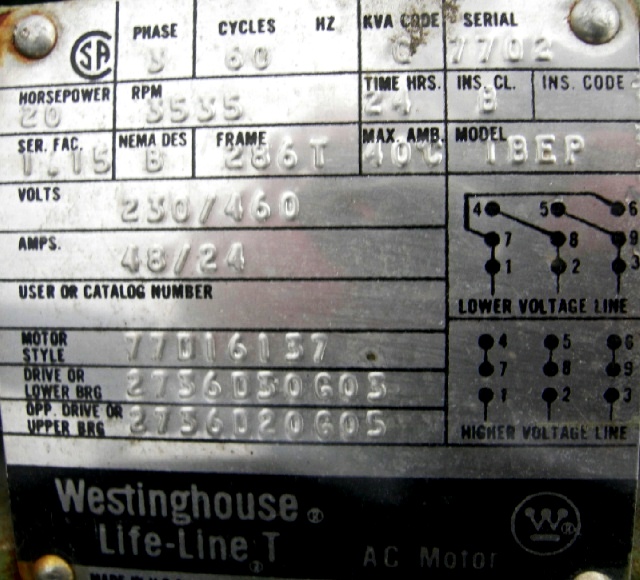 PHASE CYCLES HZ KVA CODE SERIAL
SA 3 60 G 7702
HORSEPOWER RPM TIME HRS. INS. CL. INS. CODE
20 3535 24 B
SER. FAC. NEMA DES FRAME MAX. AMB. MODEL
1.15 B 286T 40C TBEP
VOLTS 230/460
AMPS. 48/24
USER OR CATALOG NUMBER
4 5 6
7 8 9
1 2 3
LOWER VOLTAGE LINE
MOTOR
STYLE 77016137
DRIVE OR
LOWER BRG 2736030G03
OPP. DRIVE OR
UPPER BRG 2736020G05
4 5 6
7 8 9
1 2 3
HIGHER VOLTAGE LINE
Westinghouse ®
Life-Line T ® AC Motor
W ®